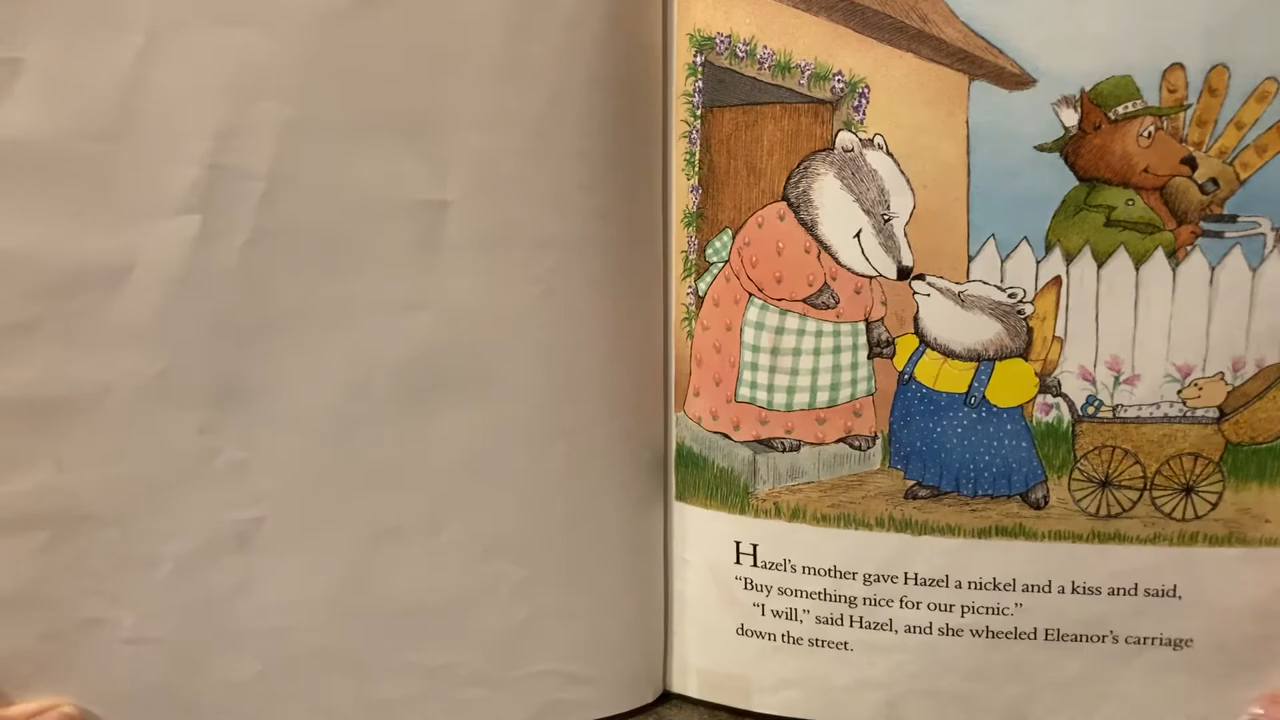 Hazel's mother gave Hazel a nickel and a kiss and said,
“Buy something nice for our picnic.”
“I will,” said Hazel, and she wheeled Eleanor's carriage
down the street.